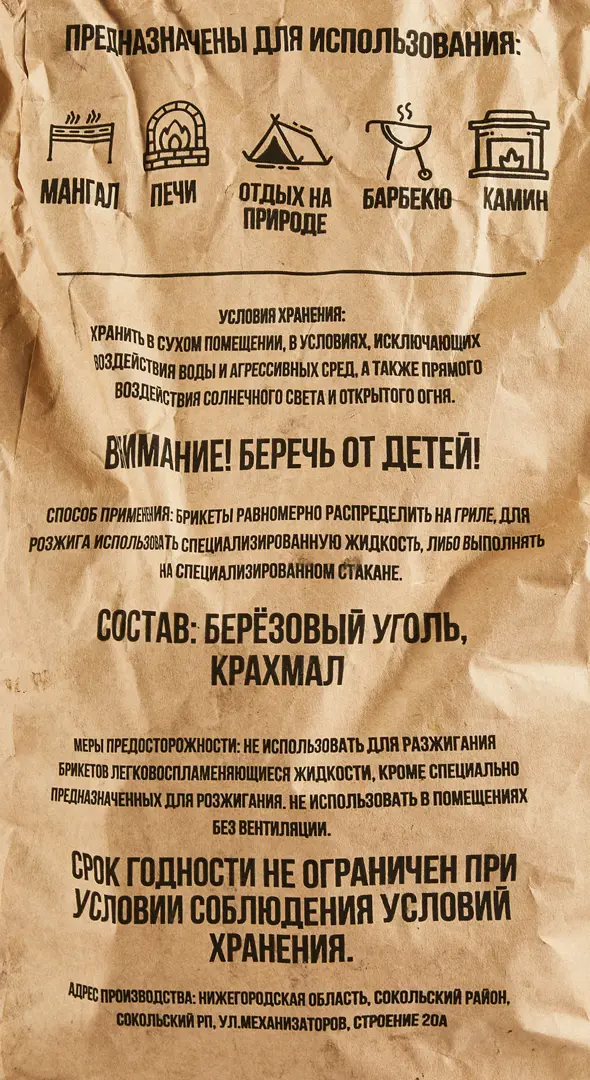 ПРЕДНАЗНАЧЕНЫ ДЛЯ ИСПОЛЬЗОВАНИЯ:
МАНГАЛ ПЕЧИ ОТДЫХ НА ПРИРОДЕ БАРБЕКЮ КАМИН
УСЛОВИЯ ХРАНЕНИЯ:
ХРАНИТЬ В СУХОМ ПОМЕЩЕНИИ, В УСЛОВИЯХ, ИСКЛЮЧАЮЩИХ
ВОЗДЕЙСТВИЯ ВОДЫ И АГРЕССИВНЫХ СРЕД, А ТАКЖЕ ПРЯМОГО
ВОЗДЕЙСТВИЯ СОЛНЕЧНОГО СВЕТА И ОТКРЫТОГО ОГНЯ.
ВНИМАНИЕ! БЕРЕЧЬ ОТ ДЕТЕЙ!
СПОСОБ ПРИМЕНЕНИЯ: БРИКЕТЫ РАВНОМЕРНО РАСПРЕДЕЛИТЬ НА ГРИЛЕ, ДЛЯ
РОЗЖИГА ИСПОЛЬЗОВАТЬ СПЕЦИАЛИЗИРОВАННУЮ ЖИДКОСТЬ, ЛИБО ВЫПОЛНЯТЬ
НА СПЕЦИАЛИЗИРОВАННОМ СТАКАНЕ.
СОСТАВ: БЕРЁЗОВЫЙ УГОЛЬ,
КРАХМАЛ
МЕРЫ ПРЕДОСТОРОЖНОСТИ: НЕ ИСПОЛЬЗОВАТЬ ДЛЯ РАЗЖИГАНИЯ
БРИКЕТОВ ЛЕГКОВОСПЛАМЕНЯЮЩИЕСЯ ЖИДКОСТИ, КРОМЕ СПЕЦИАЛЬНО
ПРЕДНАЗНАЧЕННЫХ ДЛЯ РОЗЖИГАНИЯ. НЕ ИСПОЛЬЗОВАТЬ В ПОМЕЩЕНИЯХ
БЕЗ ВЕНТИЛЯЦИИ.
СРОК ГОДНОСТИ НЕ ОГРАНИЧЕН ПРИ
УСЛОВИИ СОБЛЮДЕНИЯ УСЛОВИЙ
ХРАНЕНИЯ.
АДРЕС ПРОИЗВОДСТВА: НИЖЕГОРОДСКАЯ ОБЛАСТЬ, СОКОЛЬСКИЙ РАЙОН,
СОКОЛЬСКИЙ РП, УЛ.МЕХАНИЗАТОРОВ, СТРОЕНИЕ 20А